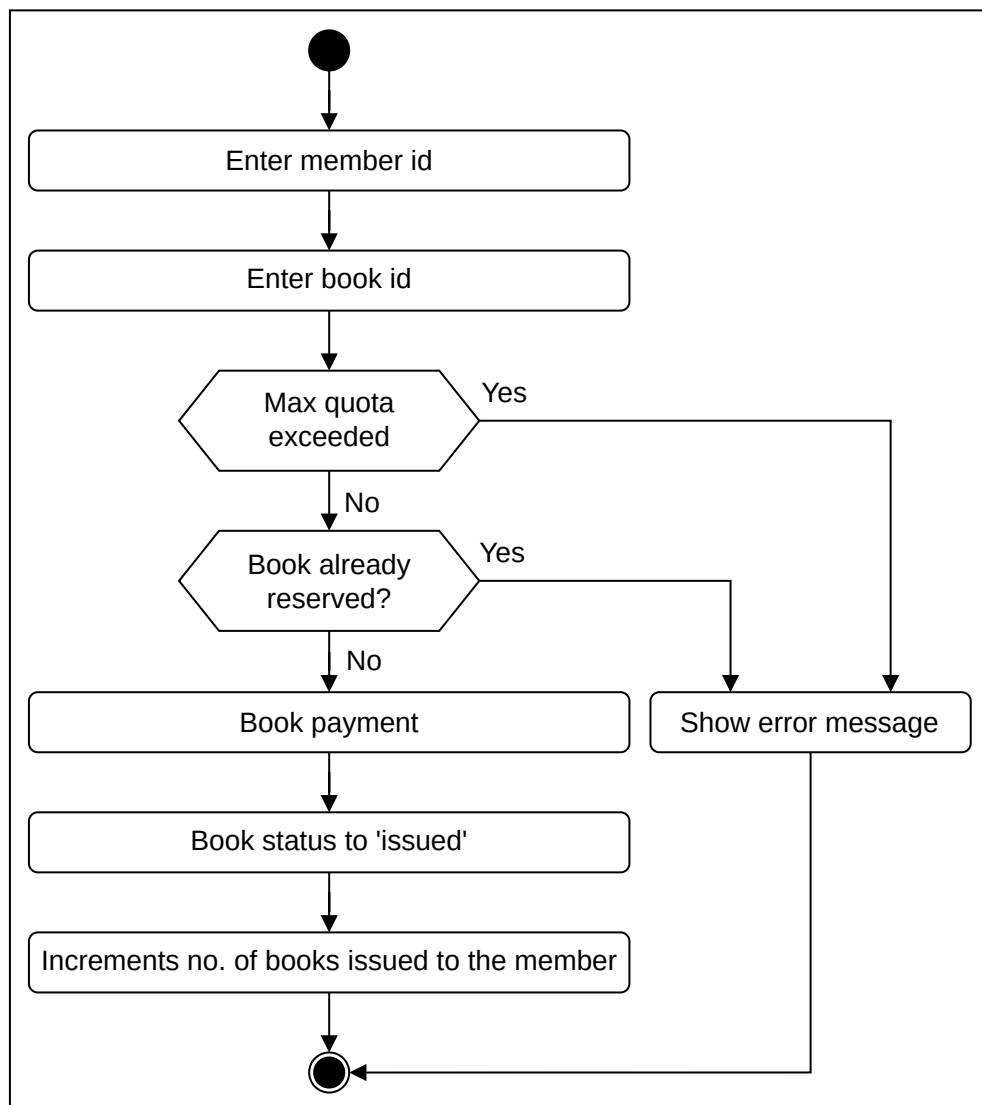 Enter member id
Enter book id
Max quota
exceeded
Yes
No
Book already
reserved?
Yes
No
Book payment
Show error message
Book status to 'issued'
Increments no. of books issued to the member